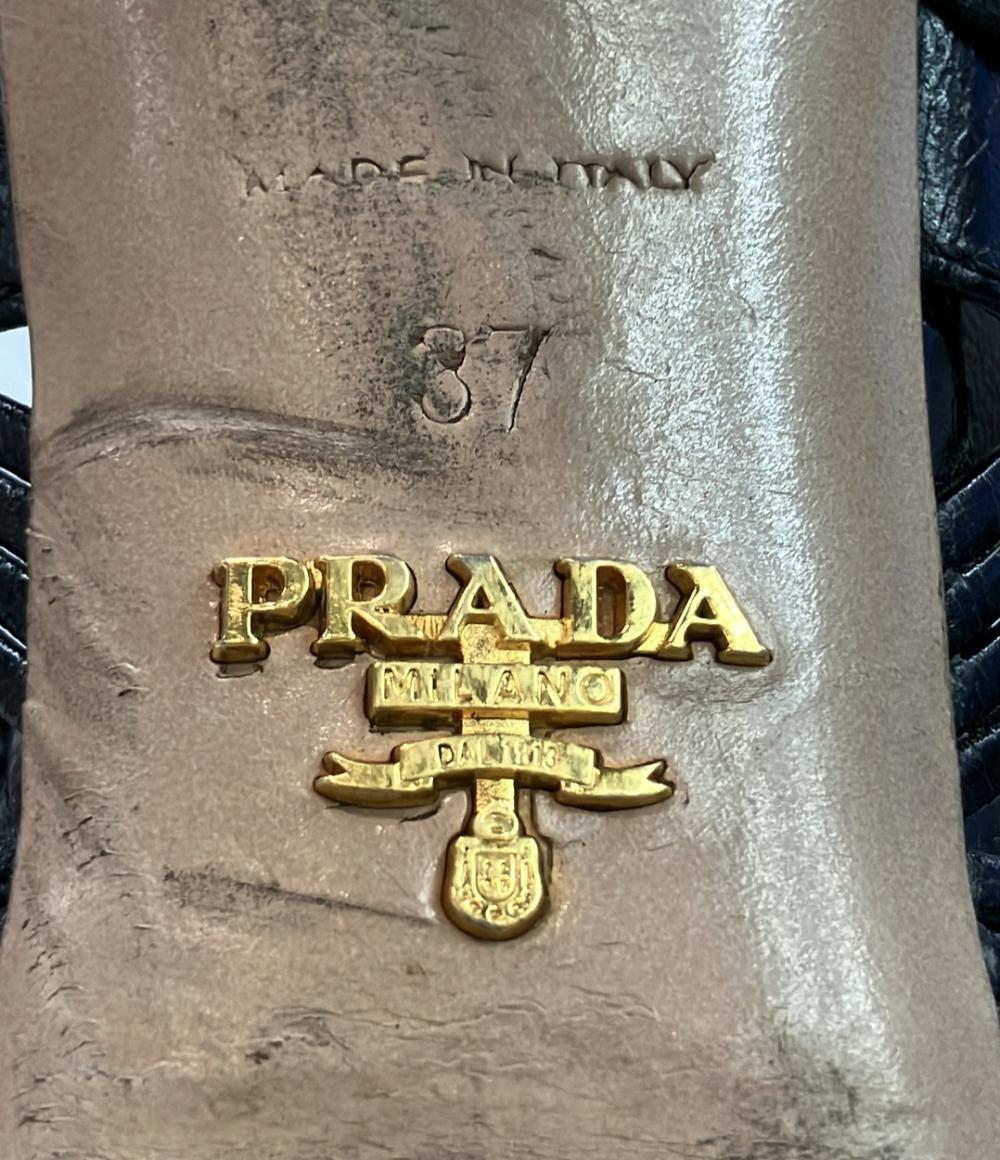 MADE IN ITALY
37
PRADA
MILANO
DAL 1913